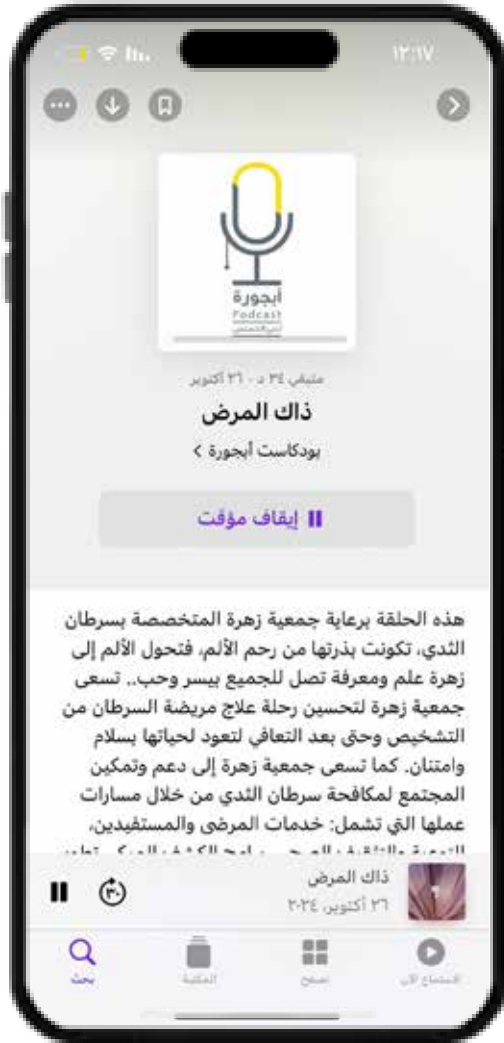 ١٢:١٧
أبجورة
Podcast
متبقي ٣٤ د - ٢٦ أكتوبر
ذاك المرض
بودكاست أبجورة
إيقاف مؤقت
هذه الحلقة برعاية جمعية زهرة المتخصصة بسرطان
الثدي، تكونت بذرتها من رحم الألم، فتحول الألم إلى
زهرة علم ومعرفة تصل للجميع بيسر وحب.. تسعى
جمعية زهرة لتحسين رحلة علاج مريضة السرطان من
التشخيص وحتى بعد التعافي لتعود لحياتها بسلام
وامتنان. كما تسعى جمعية زهرة إلى دعم وتمكين
المجتمع لمكافحة سرطان الثدي من خلال مسارات
عملها التي تشمل: خدمات المرضى والمستفيدين،
ذاك المرض
٢٦ أكتوبر، ٢٠٢٤
٣٠
الاستماع الآن
تصفح
المكتبة
بحث